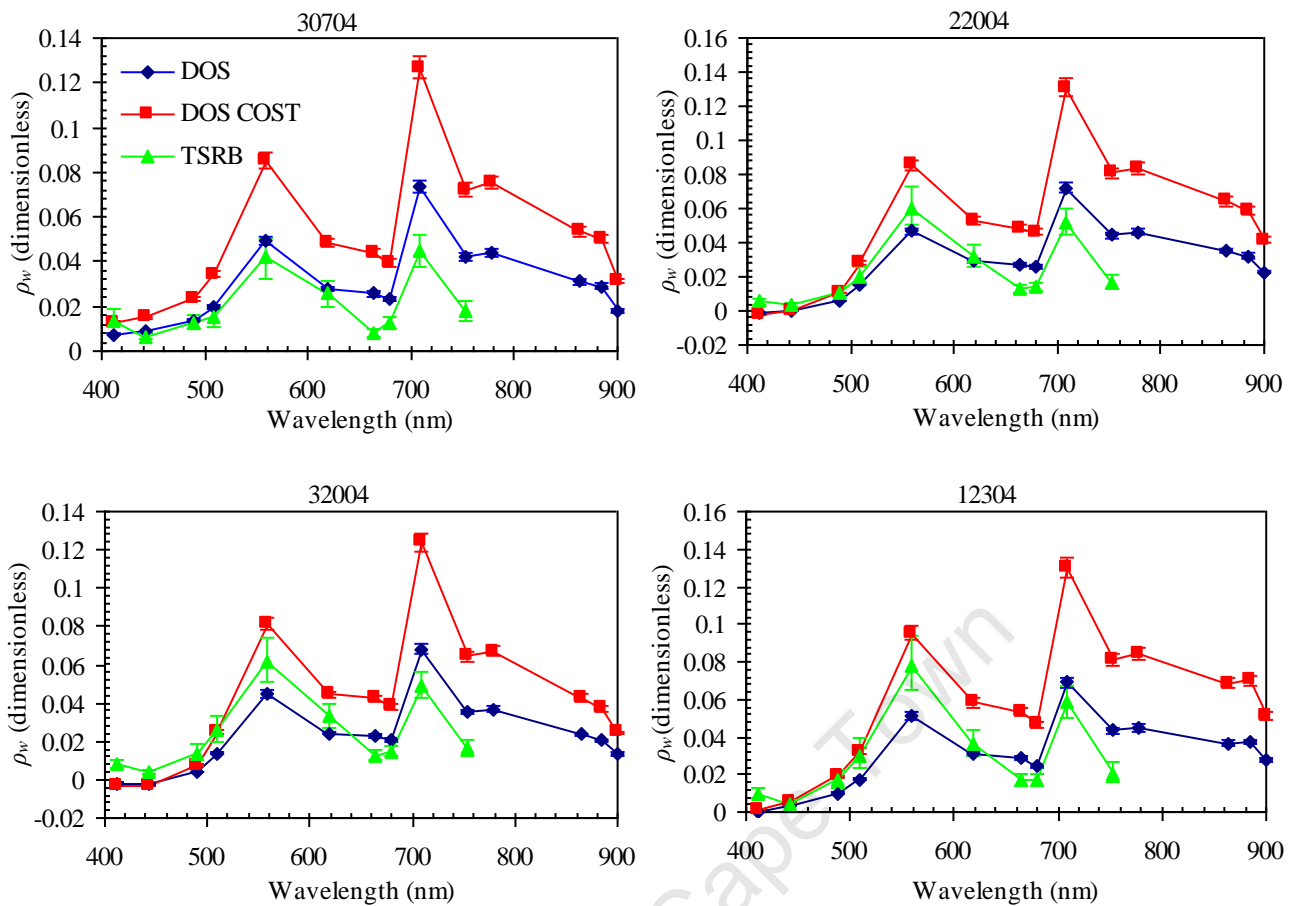 30704
0.14
0.12
0.1
0.08
0.06
0.04
0.02
0
ρw (dimensionless)
DOS
DOS COST
TSRB
400 500 600 700 800 900
Wavelength (nm)
22004
0.16
0.14
0.12
0.1
0.08
0.06
0.04
0.02
0
-0.02
ρw (dimensionless)
400 500 600 700 800 900
Wavelength (nm)
32004
0.14
0.12
0.1
0.08
0.06
0.04
0.02
0
-0.02
ρw (dimensionless)
400 500 600 700 800 900
Wavelength (nm)
12304
0.16
0.14
0.12
0.1
0.08
0.06
0.04
0.02
0
ρw (dimensionless)
400 500 600 700 800 900
Wavelength (nm)
Cape Town